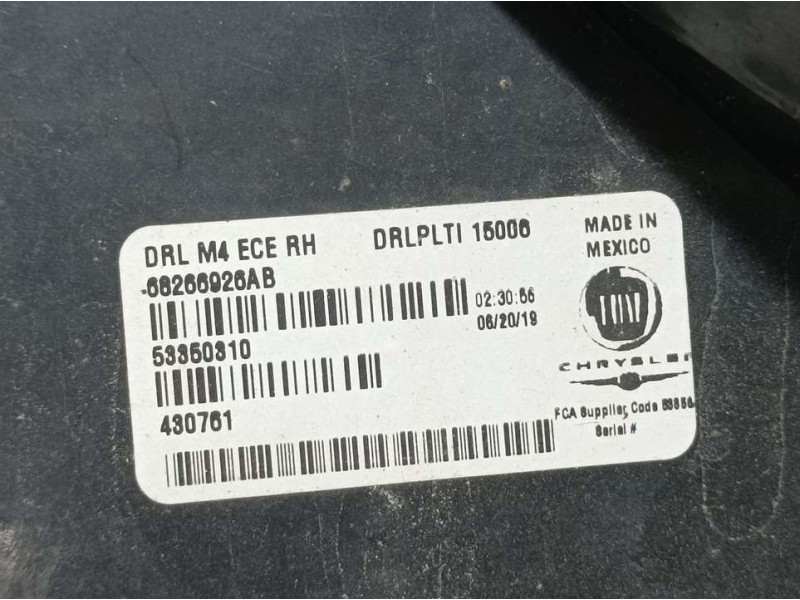 DRL M4 ECE RH DRLPLTI 15006
-68266926AB
02:30:56
06/20/19
53350310
430761
MADE IN
MEXICO
FIAT
CHRYSLER
FCA Supplier Code
Serial #